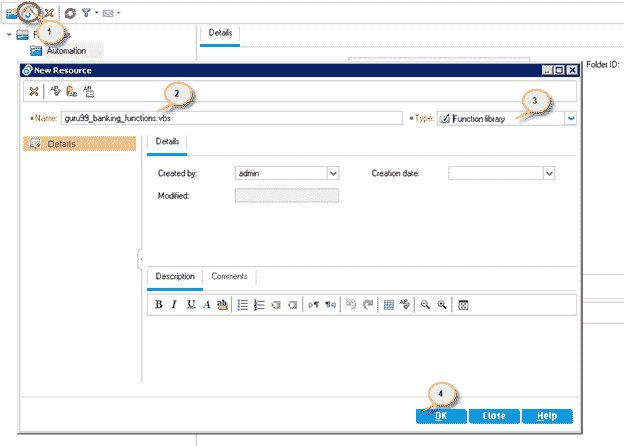 1
Details
Folder ID:
Automation
New Resource
2
3
Name: guru99_banking_functions.vbs
Type: Function library
Details
Details
Created by: admin
Creation date:
Modified:
Description Comments
B I U A ab
4
OK Close Help